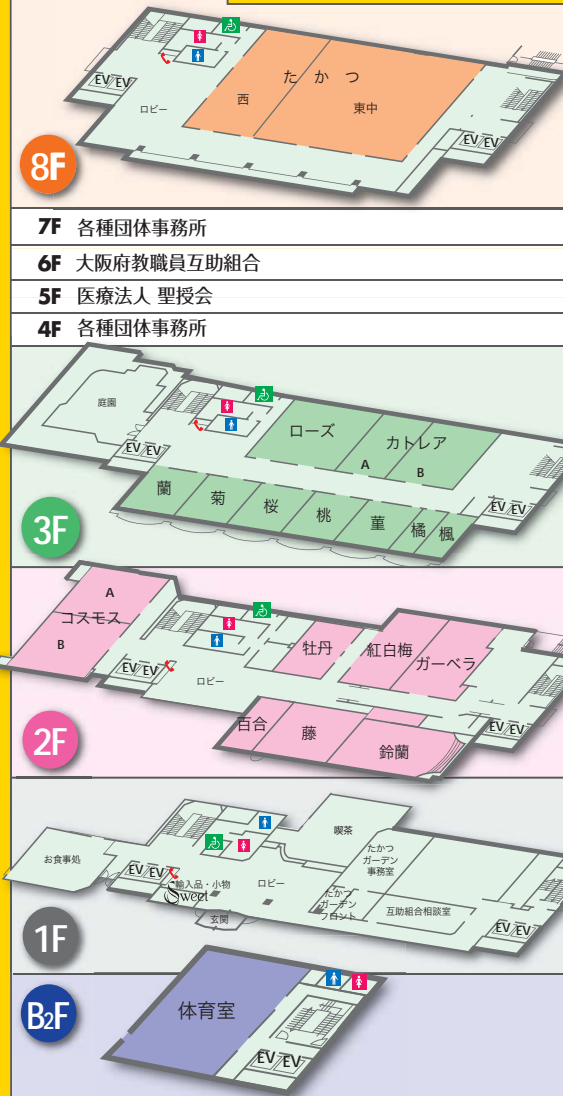 た か つ
西
東中
ロビー
EV EV
EV EV
8F
7F 各種団体事務所
6F 大阪府教職員互助組合
5F 医療法人 聖授会
4F 各種団体事務所
庭園
ローズ
カトレア
A
B
EV EV
蘭
菊
桜
桃
菫
橘
楓
EV EV
3F
A
コスモス
B
牡丹
紅白梅
ガーベラ
EV EV
ロビー
百合
藤
鈴蘭
EV EV
2F
喫茶
お食事処
たかつ
ガーデン
事務室
EV EV
輸入品・小物
Sweet
ロビー
たかつ
ガーデン
フロント
互助組合相談室
玄関
EV EV
1F
体育室
B2F
EV EV